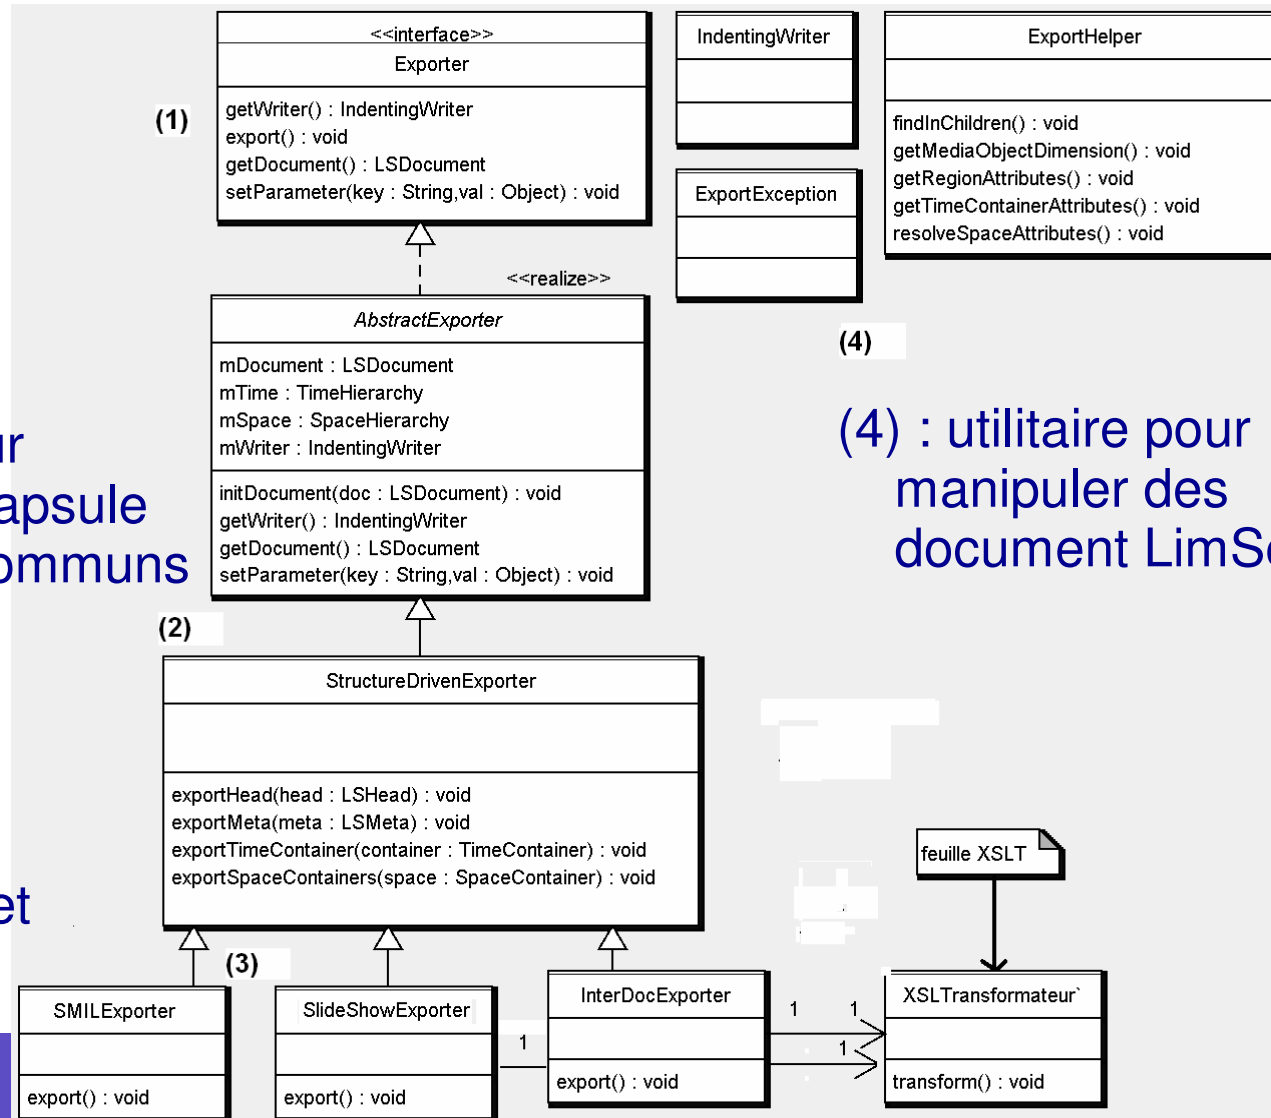 <<interface>>
Exporter
(1)
getWriter() : IndentingWriter
export() : void
getDocument() : LSDocument
setParameter(key : String,val : Object) : void
IndentingWriter
ExportException
ExportHelper
findInChildren() : void
getMediaObjectDimension() : void
getRegionAttributes() : void
getTimeContainerAttributes() : void
resolveSpaceAttributes() : void
<<realize>>
AbstractExporter
mDocument : LSDocument
mTime : TimeHierarchy
mSpace : SpaceHierarchy
mWriter : IndentingWriter
initDocument(doc : LSDocument) : void
getWriter() : IndentingWriter
getDocument() : LSDocument
setParameter(key : String,val : Object) : void
(4)
(4) : utilitaire pour
manipuler des
document
(2)
StructureDrivenExporter
exportHead(head : LSHead) : void
exportMeta(meta : LSMeta) : void
exportTimeContainer(container : TimeContainer) : void
exportSpaceContainers(space : SpaceContainer) : void
feuille XSLT
et
(3)
SMILExporter
export() : void
SlideShowExporter
export() : void
1
InterDocExporter
export() : void
1
1
1
XSLTransformateur`
transform() : void